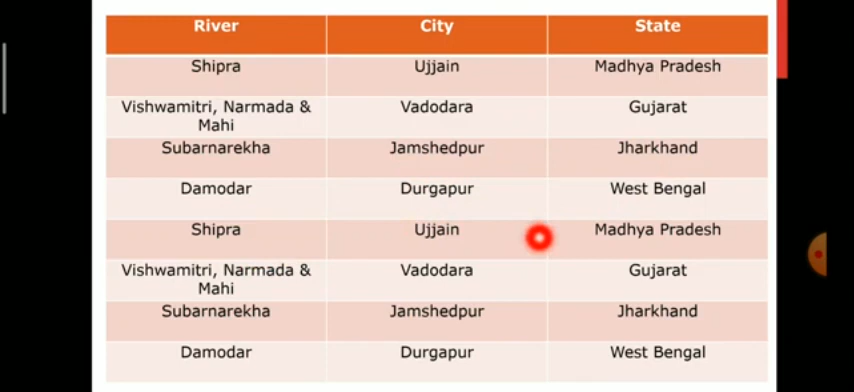 River City State
Shipra Ujjain Madhya Pradesh
Vishwamitri, Narmada & Vadodara Gujarat
Mahi
Subarnarekha Jamshedpur Jharkhand
Damodar Durgapur West Bengal
Shipra Ujjain Madhya Pradesh
Vishwamitri, Narmada & Vadodara Gujarat
Mahi
Subarnarekha Jamshedpur Jharkhand
Damodar Durgapur West Bengal